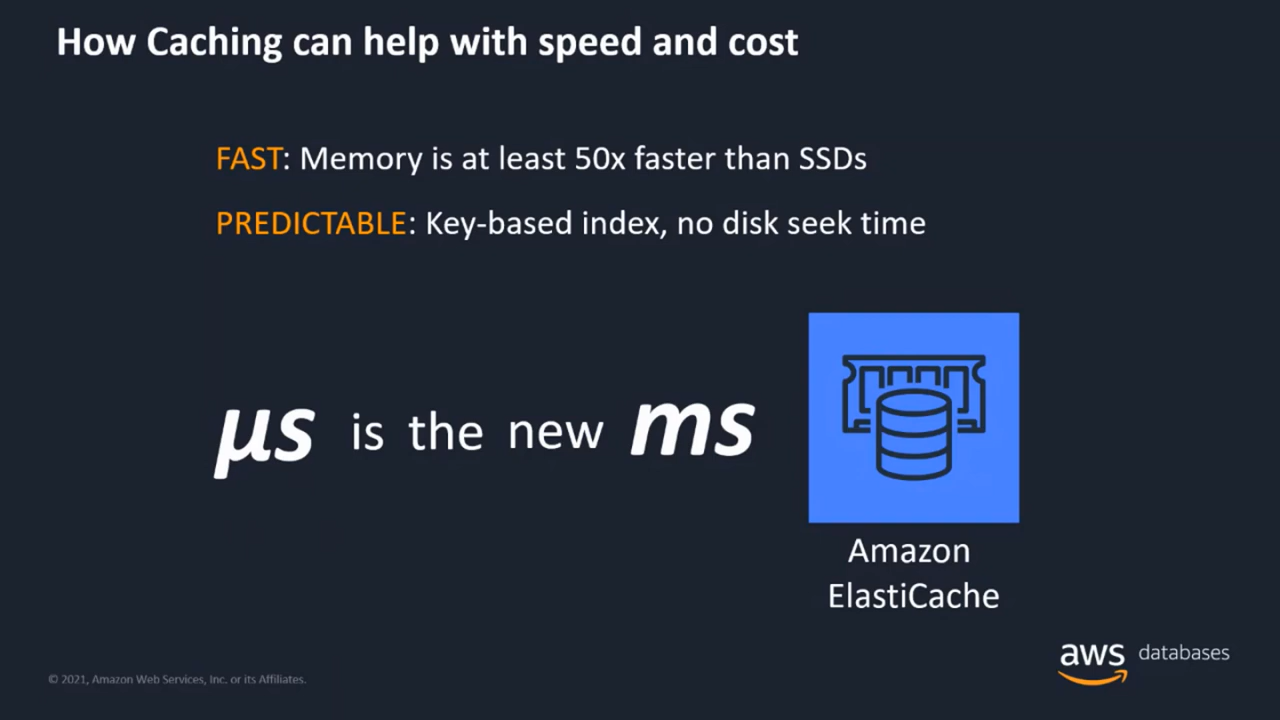 How Caching can help with speed and cost
FAST: Memory is at least 50x faster than SSDs
PREDICTABLE: Key-based index, no disk seek time
µs is the new ms
Amazon
ElastiCache
aws databases
© 2021, Amazon Web Services, Inc. or its Affiliates.